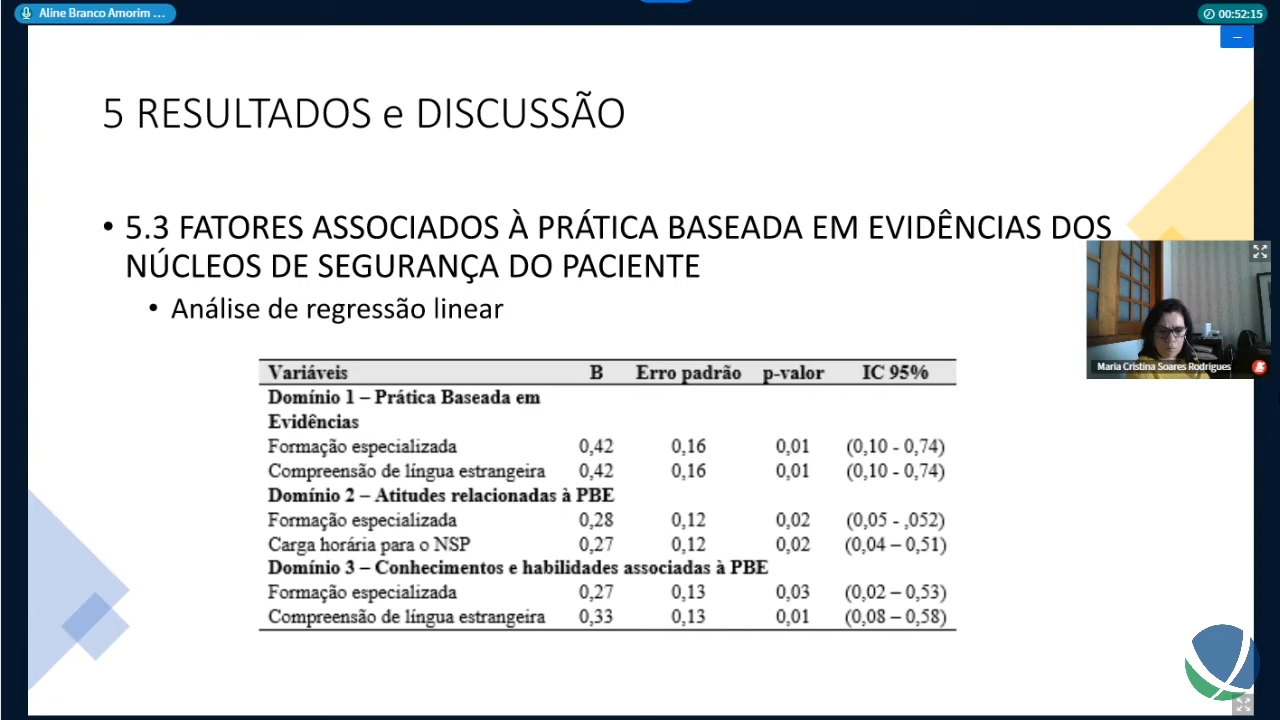 Aline Branco Amorim ...
00:52:15
5 RESULTADOS e DISCUSSÃO
• 5.3 FATORES ASSOCIADOS À PRÁTICA BASEADA EM EVIDÊNCIAS DOS
NÚCLEOS DE SEGURANÇA DO PACIENTE
• Análise de regressão linear
Maria Cristina Soares Rodrigues
Variáveis B Erro padrão p-valor IC 95%
Domínio 1 – Prática Baseada em
Evidências
Formação especializada 0,42 0,16 0,01 (0,10 - 0,74)
Compreensão de língua estrangeira 0,42 0,16 0,01 (0,10 - 0,74)
Domínio 2 – Atitudes relacionadas à PBE
Formação especializada 0,28 0,12 0,02 (0,05 - ,052)
Carga horária para o NSP 0,27 0,12 0,02 (0,04 – 0,51)
Domínio 3 – Conhecimentos e habilidades associadas à PBE
Formação especializada 0,27 0,13 0,03 (0,02 – 0,53)
Compreensão de língua estrangeira 0,33 0,13 0,01 (0,08 – 0,58)